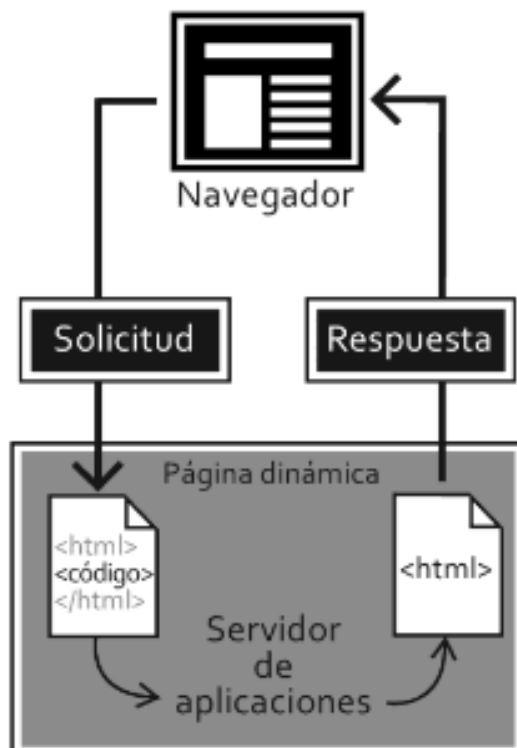 Navegador
Solicitud
Respuesta
Página dinámica
<html>
<código>
</html>
<html>
Servidor
de
aplicaciones